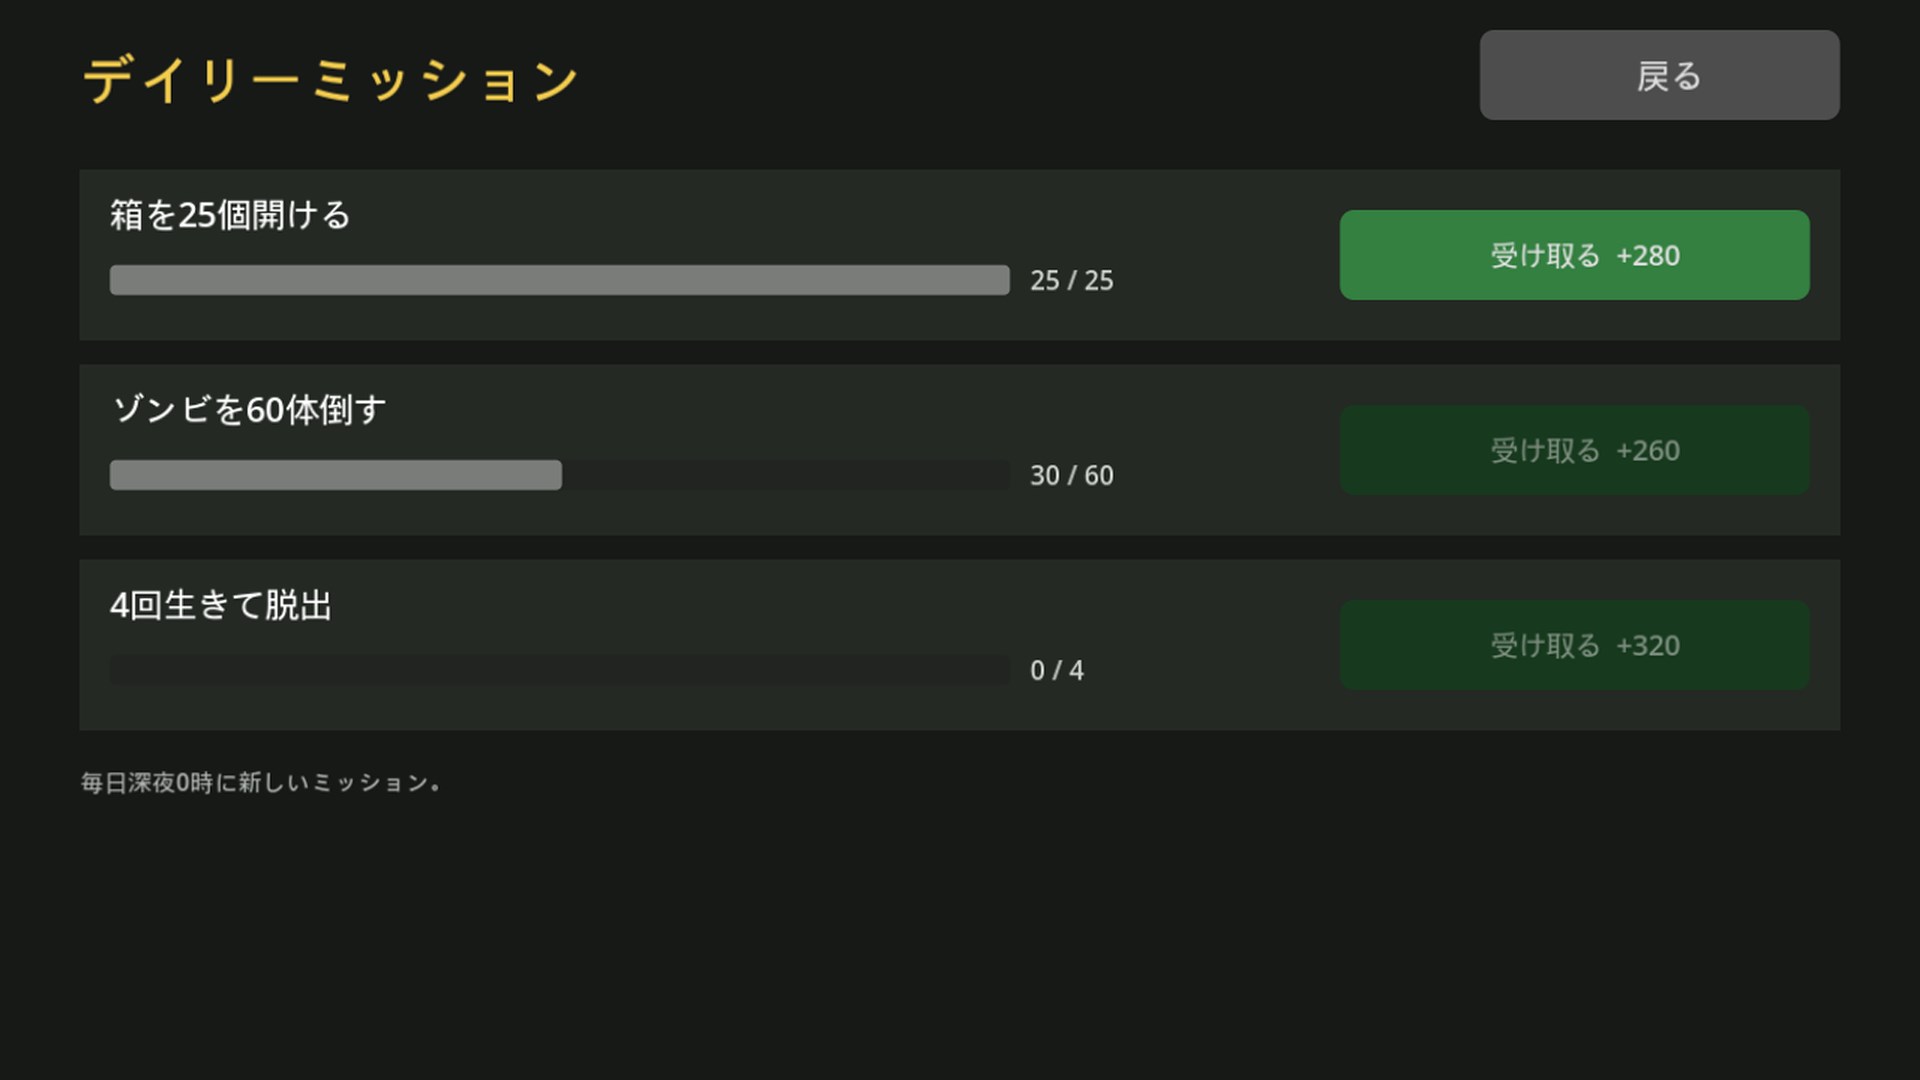 デイリーミッション
戻る
箱を25個開ける
25 / 25
受け取る +280
ゾンビを60体倒す
30 / 60
受け取る +260
4回生きて脱出
0 / 4
受け取る +320
毎日深夜0時に新しいミッション。